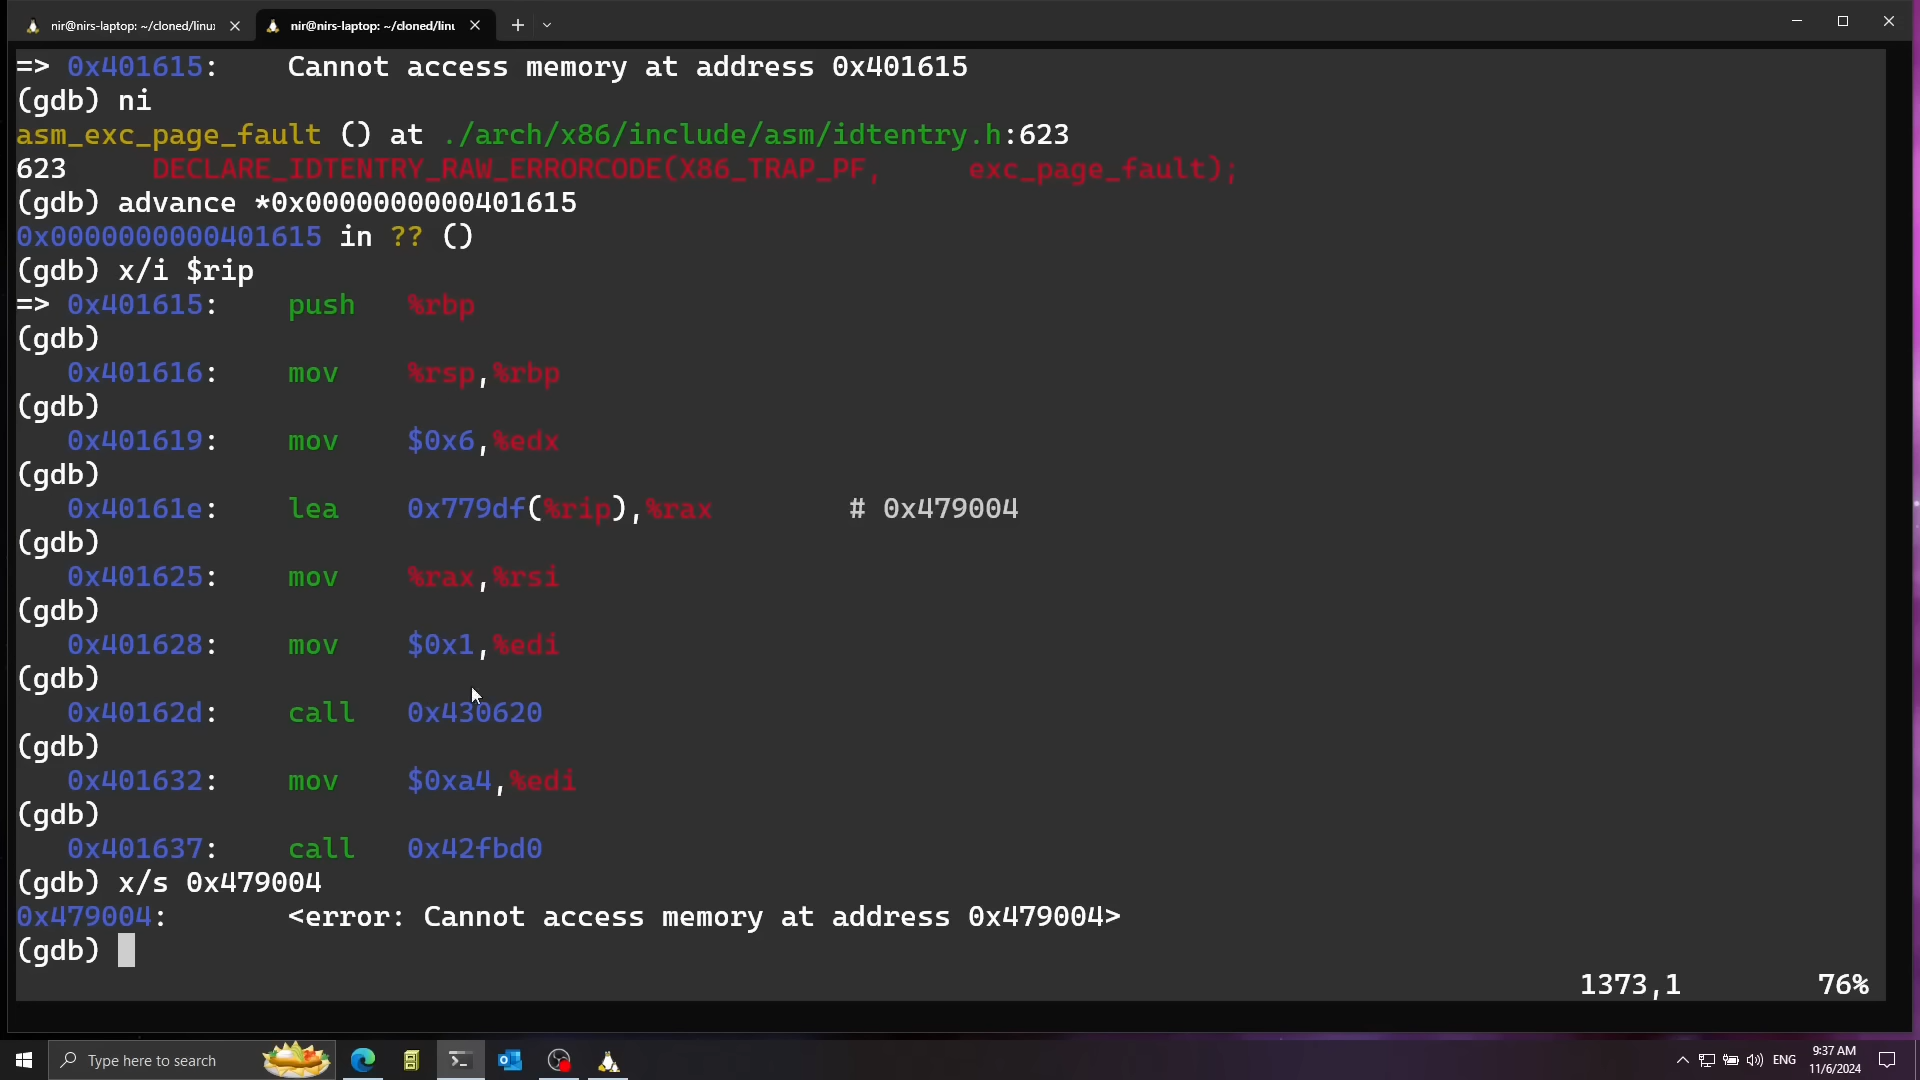 nir@nirs-laptop: ~/cloned/linu
nir@nirs-laptop: ~/cloned/linu
=> 0x401615:    Cannot access memory at address 0x401615
(gdb) ni
asm_exc_page_fault () at ./arch/x86/include/asm/idtentry.h:623
623     DECLARE_IDTENTRY_RAW_ERRORCODE(X86_TRAP_PF,     exc_page_fault);
(gdb) advance *0x0000000000401615
0x0000000000401615 in ?? ()
(gdb) x/i $rip
=> 0x401615:    push   %rbp
(gdb)
   0x401616:    mov    %rsp,%rbp
(gdb)
   0x401619:    mov    $0x6,%edx
(gdb)
   0x40161e:    lea    0x779df(%rip),%rax        # 0x479004
(gdb)
   0x401625:    mov    %rax,%rsi
(gdb)
   0x401628:    mov    $0x1,%edi
(gdb)
   0x40162d:    call   0x430620
(gdb)
   0x401632:    mov    $0xa4,%edi
(gdb)
   0x401637:    call   0x42fbd0
(gdb) x/s 0x479004
0x479004:       <error: Cannot access memory at address 0x479004>
(gdb)
1373,1        76%
Type here to search
ENG
9:37 AM
11/6/2024